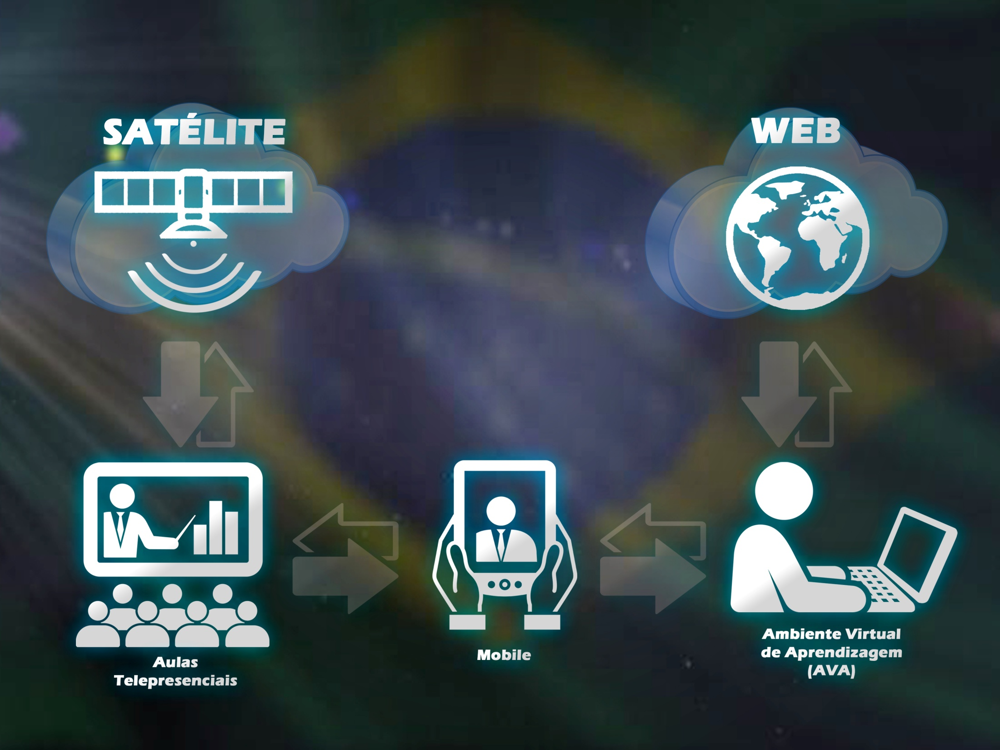 SATÉLITE
WEB
Aulas
Telepresenciais
Mobile
Ambiente Virtual
de Aprendizagem
(AVA)